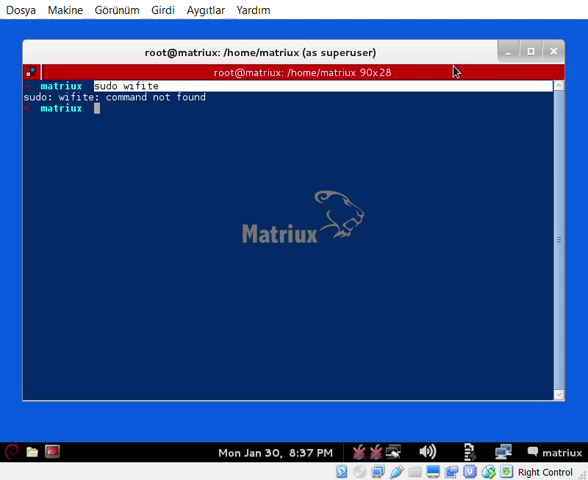 Dosya Makine Görünüm Girdi Aygıtlar Yardım
root@matriux: /home/matriux (as superuser)
root@matriux: /home/matriux 90x28
matriux sudo wifite
sudo: wifite: command not found
matriux
Matriux
Mon Jan 30, 8:37 PM matriux
Right Control